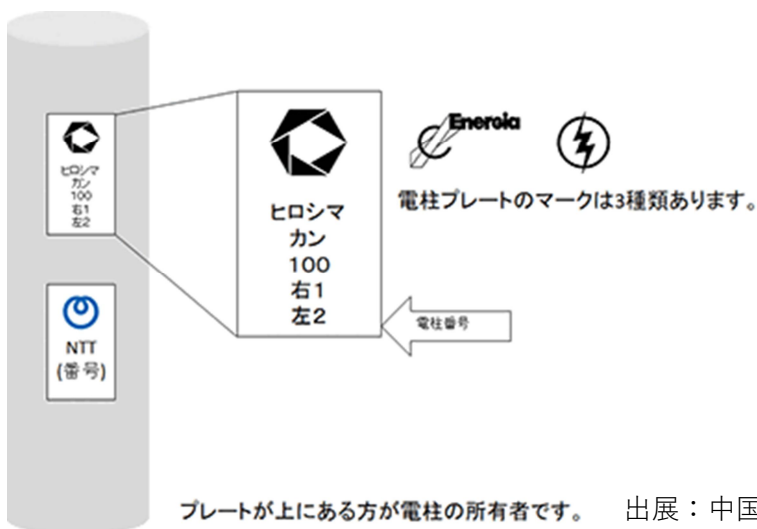 ヒロシマ
カン
100
右1
左2
NTT
(番号)
ヒロシマ
カン
100
右1
左2
Energia
電柱プレートのマークは3種類あります。
電柱番号
プレートが上にある方が電柱の所有者です。
出展：中国